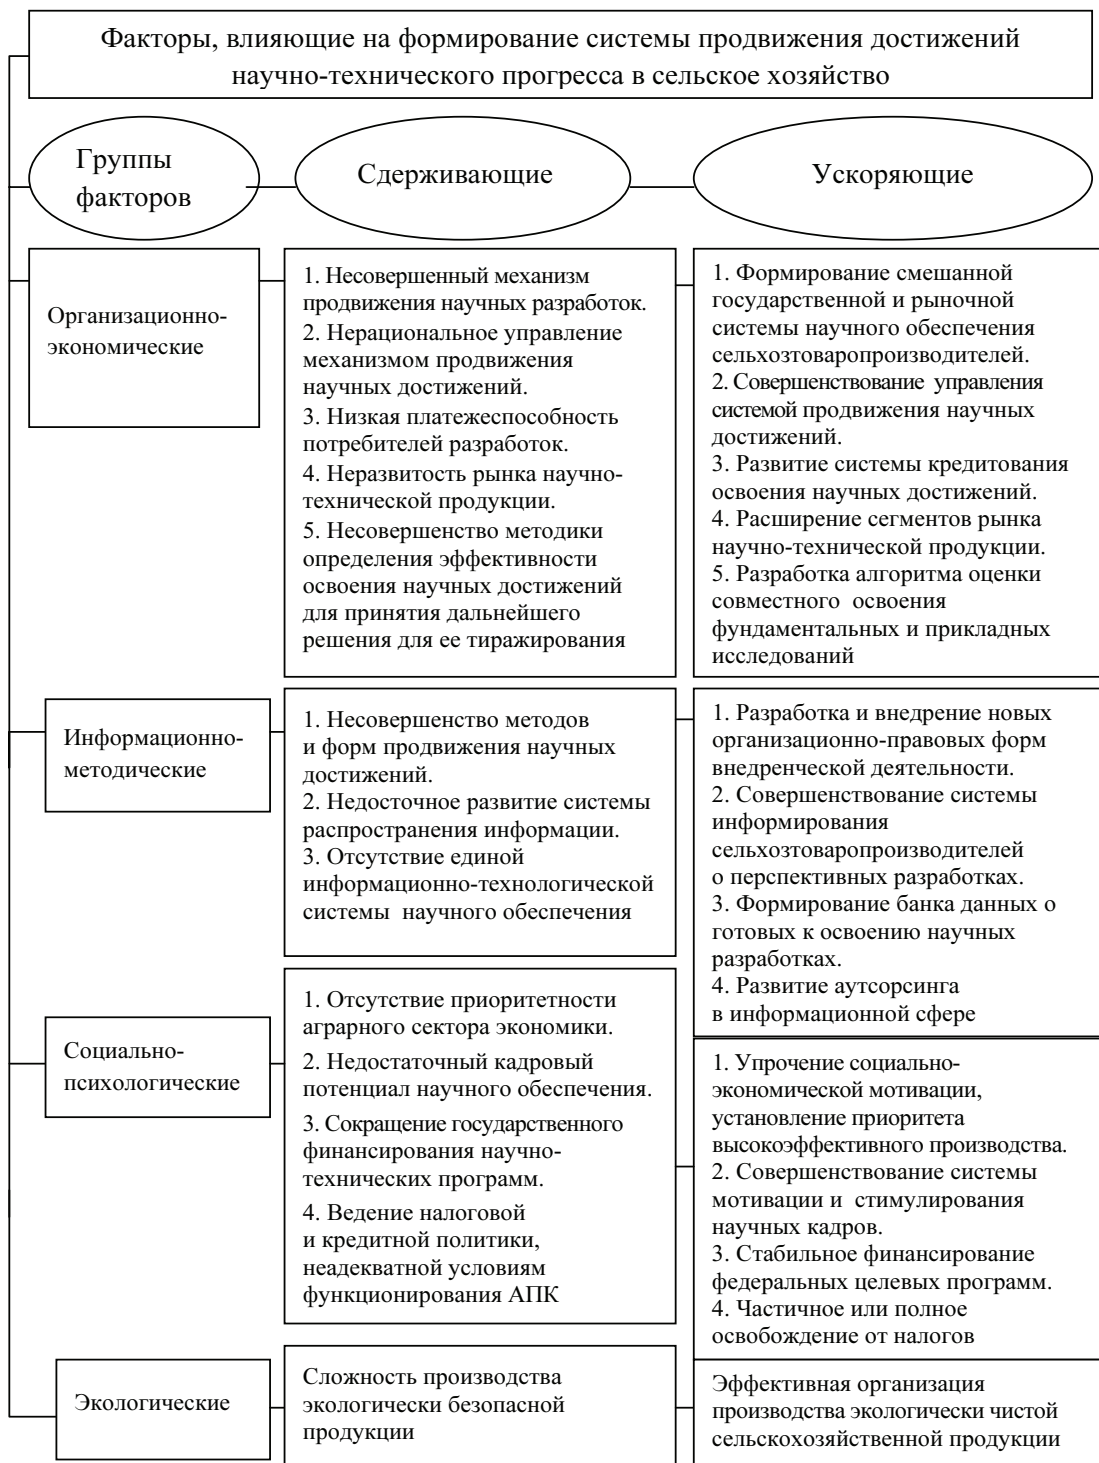 Факторы, влияющие на формирование системы продвижения достижений
научно-технического прогресса в сельское хозяйство
Группы
факторов
Сдерживающие
Ускоряющие
Организационно-
экономические
1. Несовершенный механизм
продвижения научных разработок.
2. Нерациональное управление
механизмом продвижения
научных достижений.
3. Низкая платежеспособность
потребителей разработок.
4. Неразвитость рынка научно-
технической продукции.
5. Несовершенство методики
определения эффективности
освоения научных достижений
для принятия дальнейшего
решения для ее тиражирования
1. Формирование смешанной
государственной и рыночной
системы научного обеспечения
сельхозтоваропроизводителей.
2. Совершенствование управления
системой продвижения научных
достижений.
3. Развитие системы кредитования
освоения научных достижений.
4. Расширение сегментов рынка
научно-технической продукции.
5. Разработка алгоритма оценки
совместного освоения
фундаментальных и прикладных
исследований
Информационно-
методические
1. Несовершенство методов
и форм продвижения научных
достижений.
2. Недосточное развитие системы
распространения информации.
3. Отсутствие единой
информационно-технологической
системы научного обеспечения
1. Разработка и внедрение новых
организационно-правовых форм
внедренческой деятельности.
2. Совершенствование системы
информирования
сельхозтоваропроизводителей
о перспективных разработках.
3. Формирование банка данных о
готовых к освоению научных
разработках.
4. Развитие аутсорсинга
в информационной сфере
Социально-
психологические
1. Отсутствие приоритетности
аграрного сектора экономики.
2. Недостаточный кадровый
потенциал научного обеспечения.
3. Сокращение государственного
финансирования научно-
технических программ.
4. Ведение налоговой
и кредитной политики,
неадекватной условиям
функционирования АПК
1. Упрочение социально-
экономической мотивации,
установление приоритета
высокоэффективного производства.
2. Совершенствование системы
мотивации и стимулирования
научных кадров.
3. Стабильное финансирование
федеральных целевых программ.
4. Частичное или полное
освобождение от налогов
Экологические
Сложность производства
экологически безопасной
продукции
Эффективная организация
производства экологически чистой
сельскохозяйственной продукции